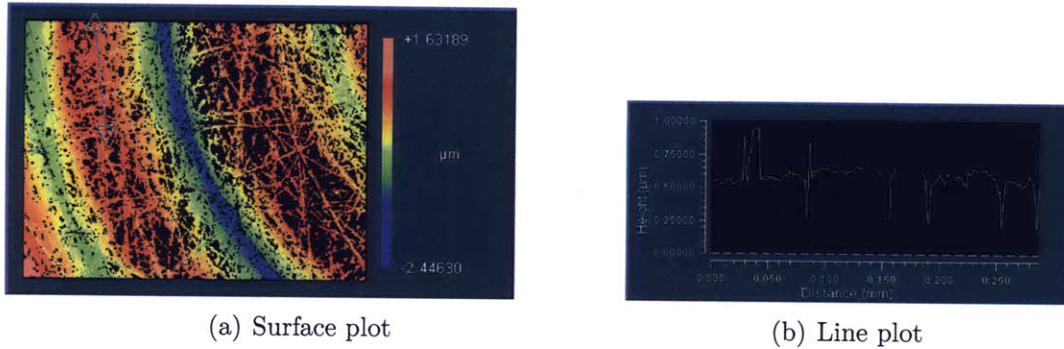 +1.63189
µm
-2.44630
(a) Surface plot
1.00000
0.75000
0.50000
0.25000
0.00000
Height (µm)
0.000
0.050
0.100
0.150
0.200
0.250
Distance (mm)
(b) Line plot